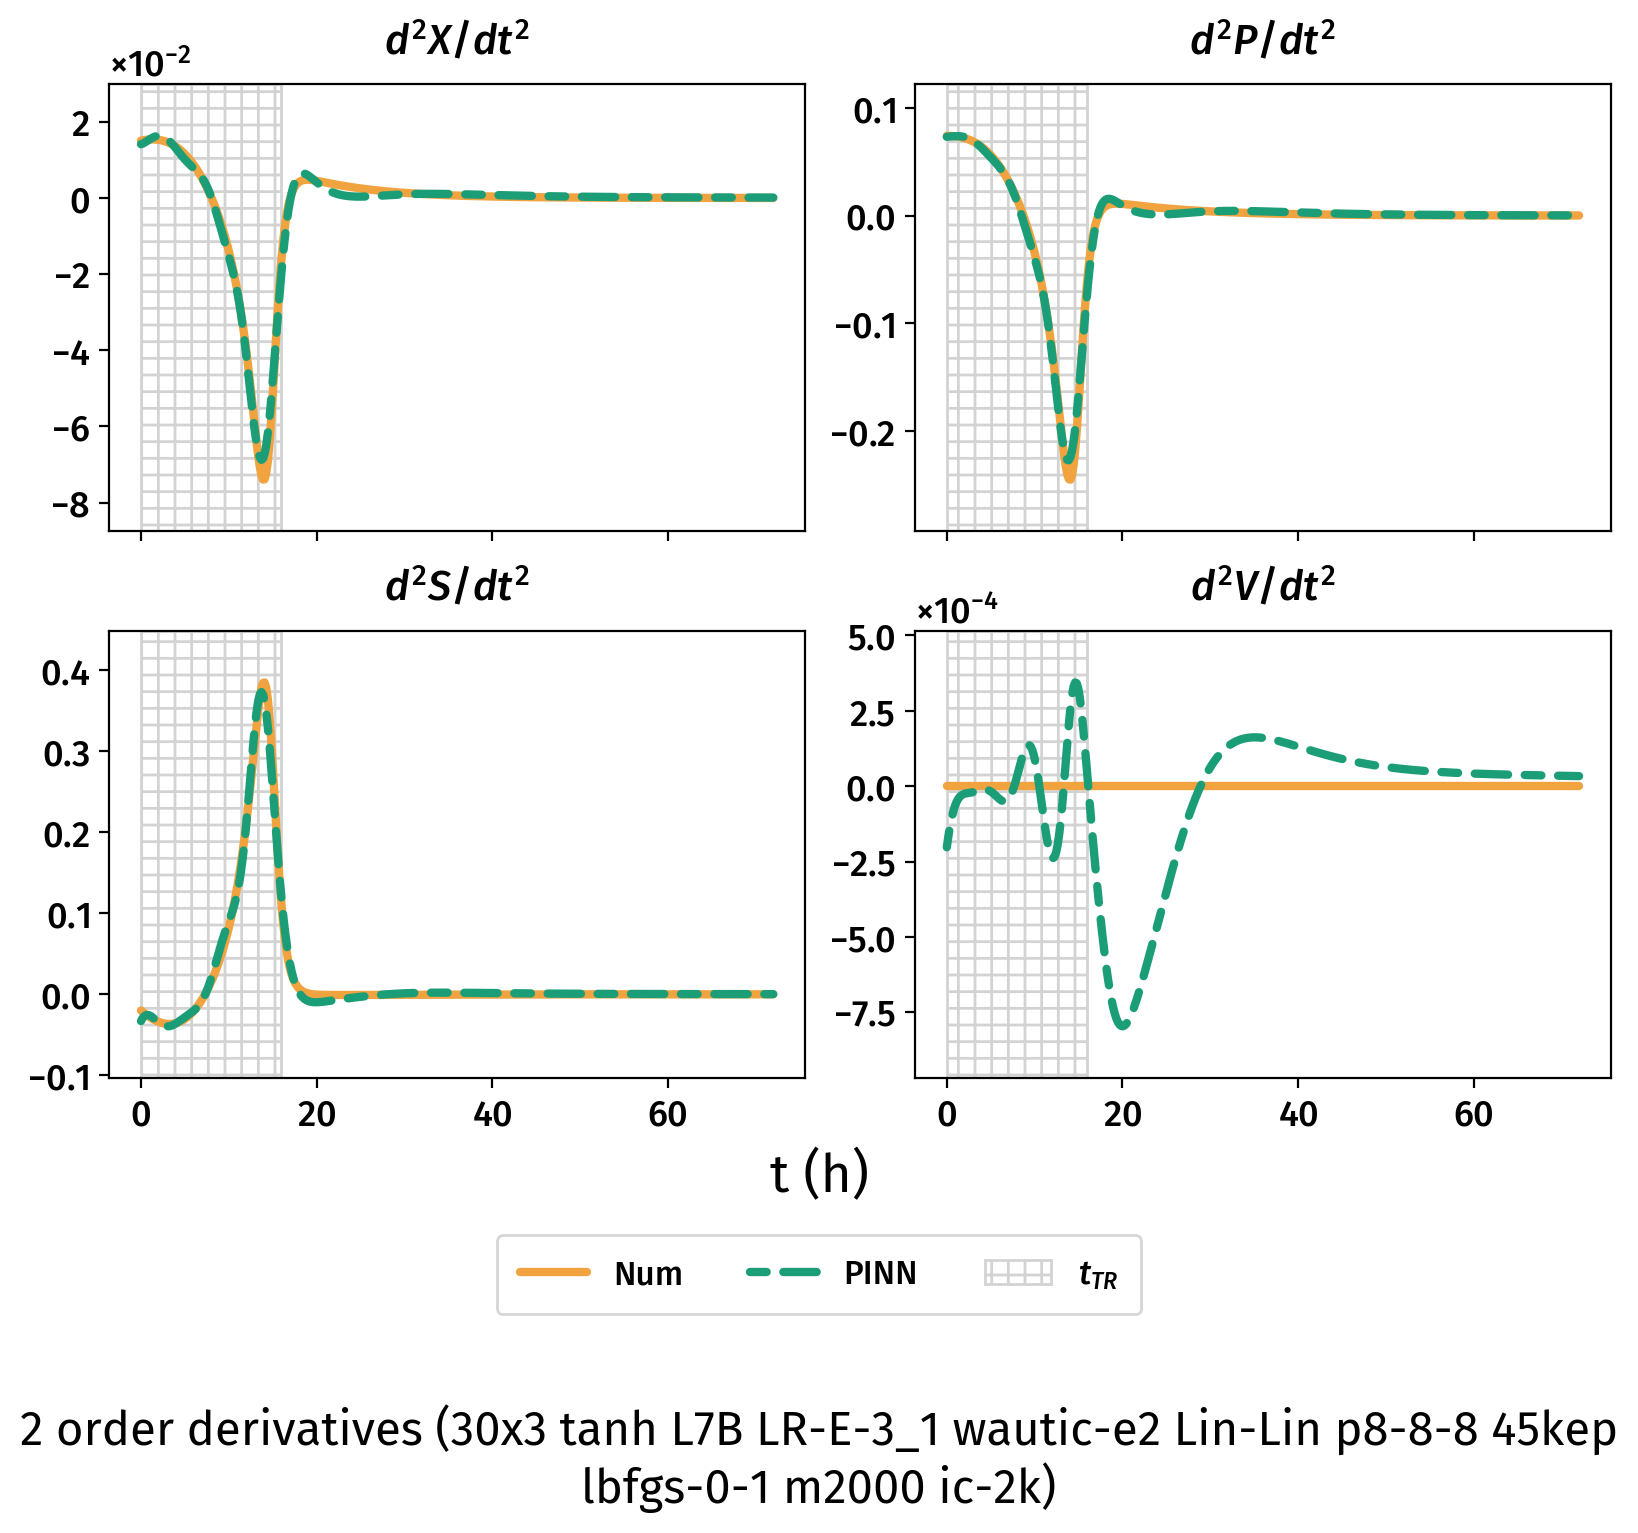 d²X/dt²
×10⁻²
2
0
−2
−4
−6
−8
d²P/dt²
0.1
0.0
−0.1
−0.2
d²S/dt²
0.4
0.3
0.2
0.1
0.0
−0.1
0 20 40 60
d²V/dt²
×10⁻⁴
5.0
2.5
0.0
−2.5
−5.0
−7.5
0 20 40 60
t (h)
Num PINN t_TR
2 order derivatives (30x3 tanh L7B LR-E-3_1 wautic-e2 Lin-Lin p8-8-8 45kep
lbfgs-0-1 m2000 ic-2k)